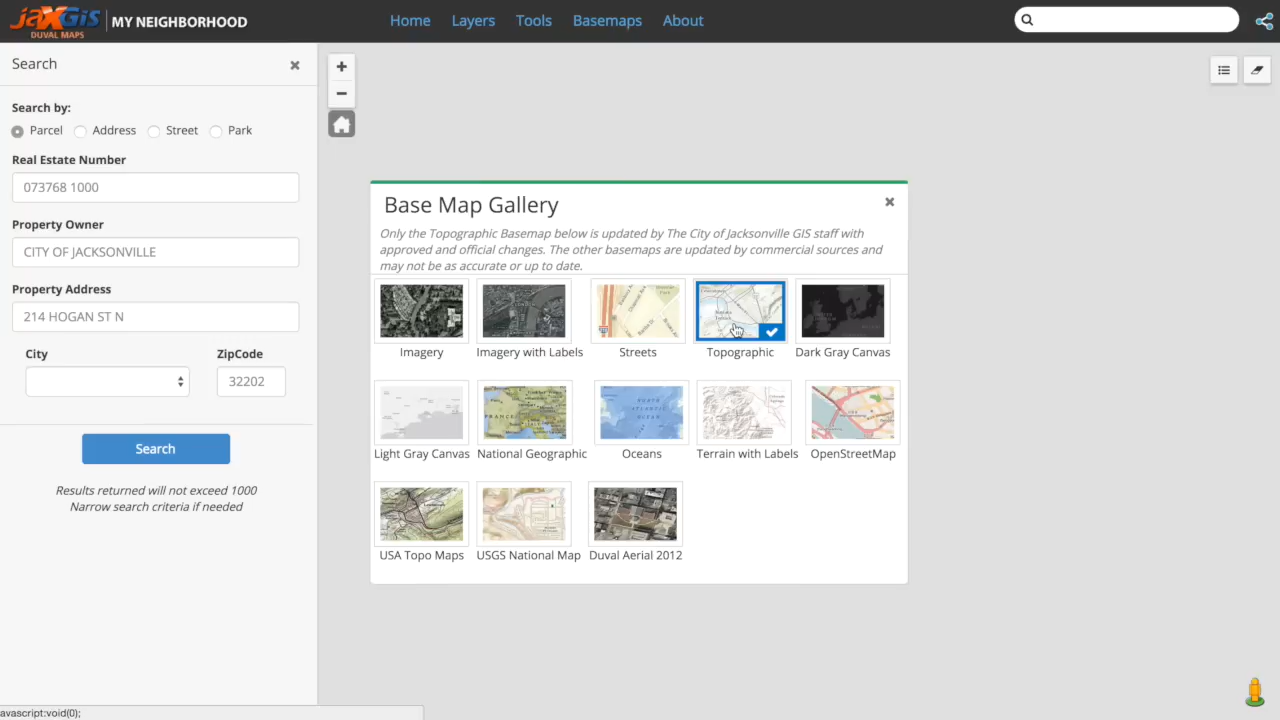 jaXGis
DUVAL MAPS
MY NEIGHBORHOOD
Home Layers Tools Basemaps About
Search
Search by:
Parcel Address Street Park
Real Estate Number
073768 1000
Property Owner
CITY OF JACKSONVILLE
Property Address
214 HOGAN ST N
City ZipCode
32202
Search
Results returned will not exceed 1000
Narrow search criteria if needed
Base Map Gallery
Only the Topographic Basemap below is updated by The City of Jacksonville GIS staff with
approved and official changes. The other basemaps are updated by commercial sources and
may not be as accurate or up to date.
Imagery Imagery with Labels Streets Topographic Dark Gray Canvas
FRANCE
NORTH
ATLANTIC
OCEAN
Light Gray Canvas National Geographic Oceans Terrain with Labels OpenStreetMap
USA Topo Maps USGS National Map Duval Aerial 2012
avascript:void(0);